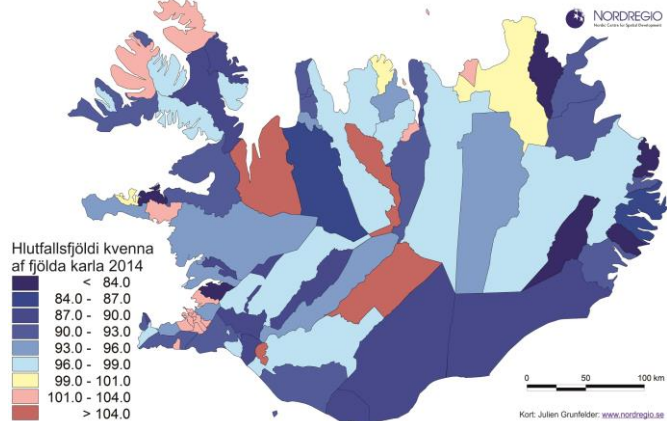 NORDREGIO
Nordic Centre for Spatial Development
Hlutfallsfjöldi kvenna
af fjölda karla 2014
< 84.0
84.0 - 87.0
87.0 - 90.0
90.0 - 93.0
93.0 - 96.0
96.0 - 99.0
99.0 - 101.0
101.0 - 104.0
> 104.0
0 50 100 km
Kort: Julien Grunfelder: www.nordregio.se